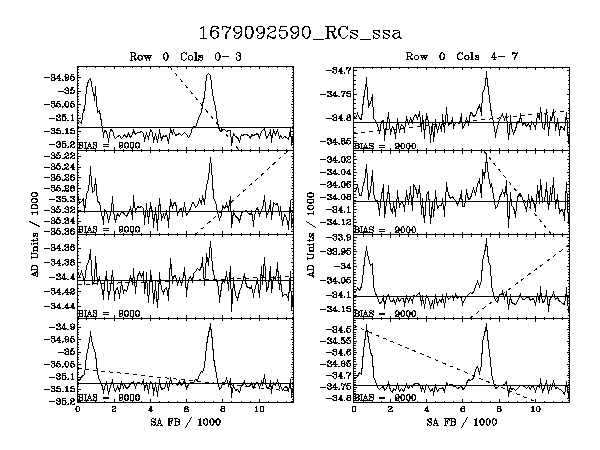 1679092590_RCs_ssa
Row 0 Cols 0- 3
Row 0 Cols 4- 7
-34.95
-35
-35.05
-35.1
-35.15
-35.2
BIAS = 9000
-35.22
-35.24
-35.26
-35.28
-35.3
-35.32
-35.34
-35.36
BIAS = 9000
-34.36
-34.38
-34.4
-34.42
-34.44
BIAS = 9000
-34.9
-34.95
-35
-35.05
-35.1
-35.15
-35.2
BIAS = 9000
0 2 4 6 8 10
SA FB / 1000
AD Units / 1000
-34.7
-34.75
-34.8
-34.85
BIAS = 9000
-34.02
-34.04
-34.06
-34.08
-34.1
-34.12
BIAS = 9000
-33.9
-33.95
-34
-34.05
-34.1
-34.15
BIAS = 9000
-34.55
-34.6
-34.65
-34.7
-34.75
-34.8
BIAS = 9000
0 2 4 6 8 10
SA FB / 1000
AD Units / 1000